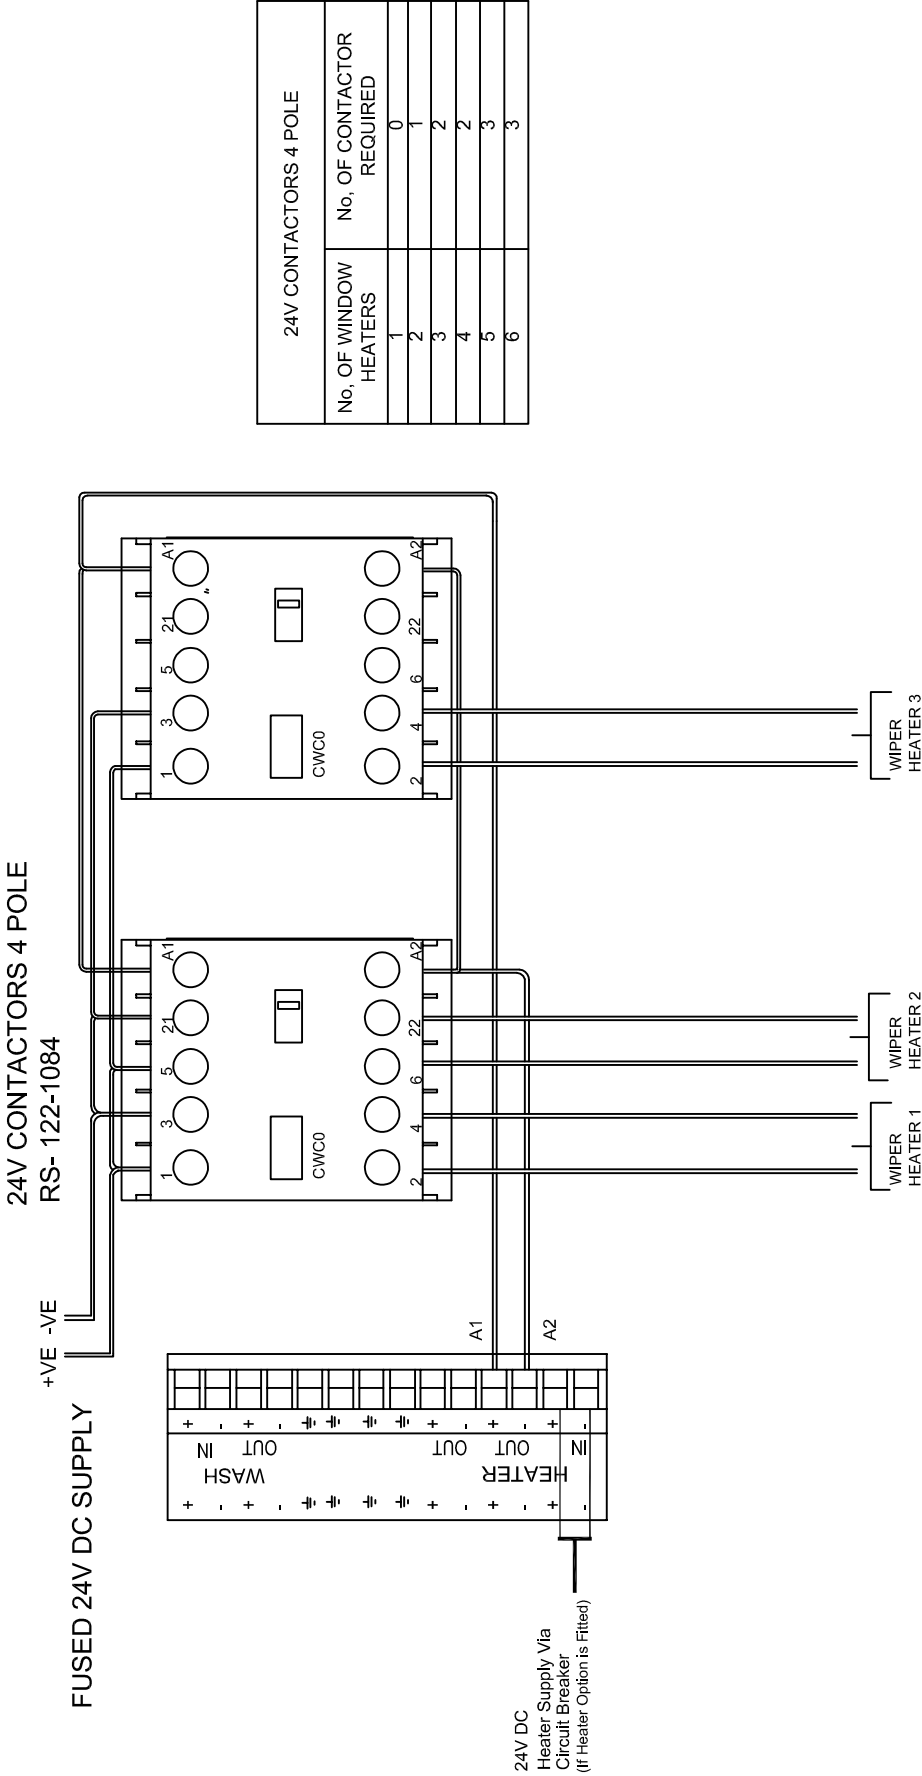 24V CONTACTORS 4 POLE
RS- 122-1084
FUSED 24V DC SUPPLY
+VE -VE
A1
21
5
3
1
A2
22
6
4
2
CWC0
A1
21
5
3
1
A2
22
6
4
2
CWC0
A1
A2
+ - + - + - + - + -
IN OUT OUT OUT IN
WASH HEATER
+ - + - + - + - + -
24V DC
Heater Supply Via
Circuit Breaker
(If Heater Option is Fitted)
WIPER
HEATER 1
WIPER
HEATER 2
WIPER
HEATER 3
24V CONTACTORS 4 POLE
No, OF WINDOW
HEATERS
No, OF CONTACTOR
REQUIRED
1 0
2 1
3 2
4 2
5 3
6 3